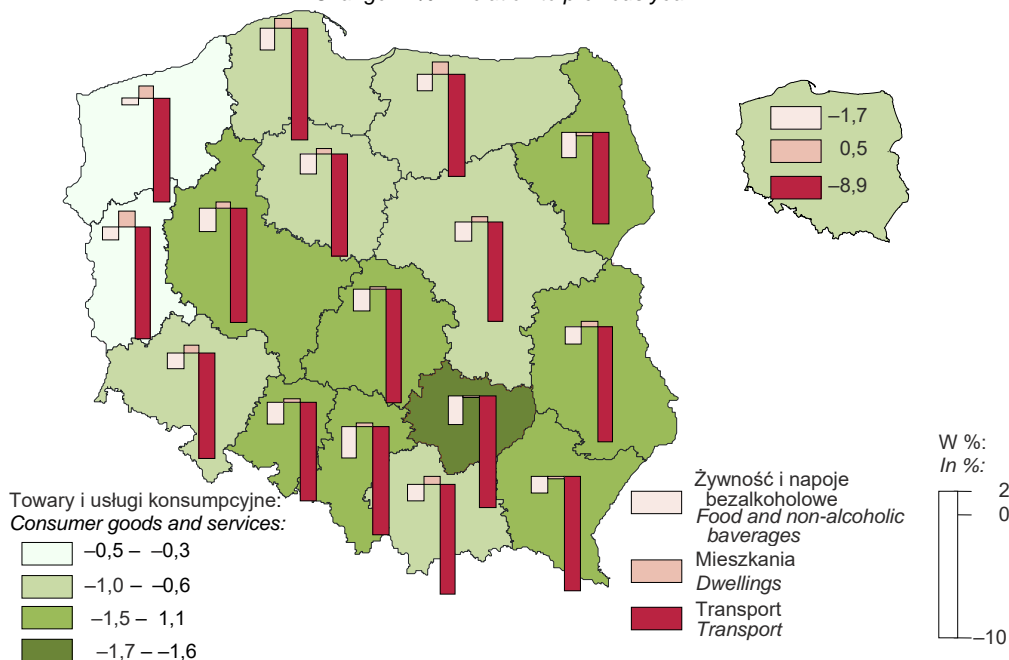 –1,7
0,5
–8,9
W %:
In %:
2
0
–10
Towary i usługi konsumpcyjne:
Consumer goods and services:
–0,5 – –0,3
–1,0 – –0,6
–1,5 – 1,1
–1,7 – –1,6
Żywność i napoje
bezalkoholowe
Food and non-alcoholic
baverages
Mieszkania
Dwellings
Transport
Transport